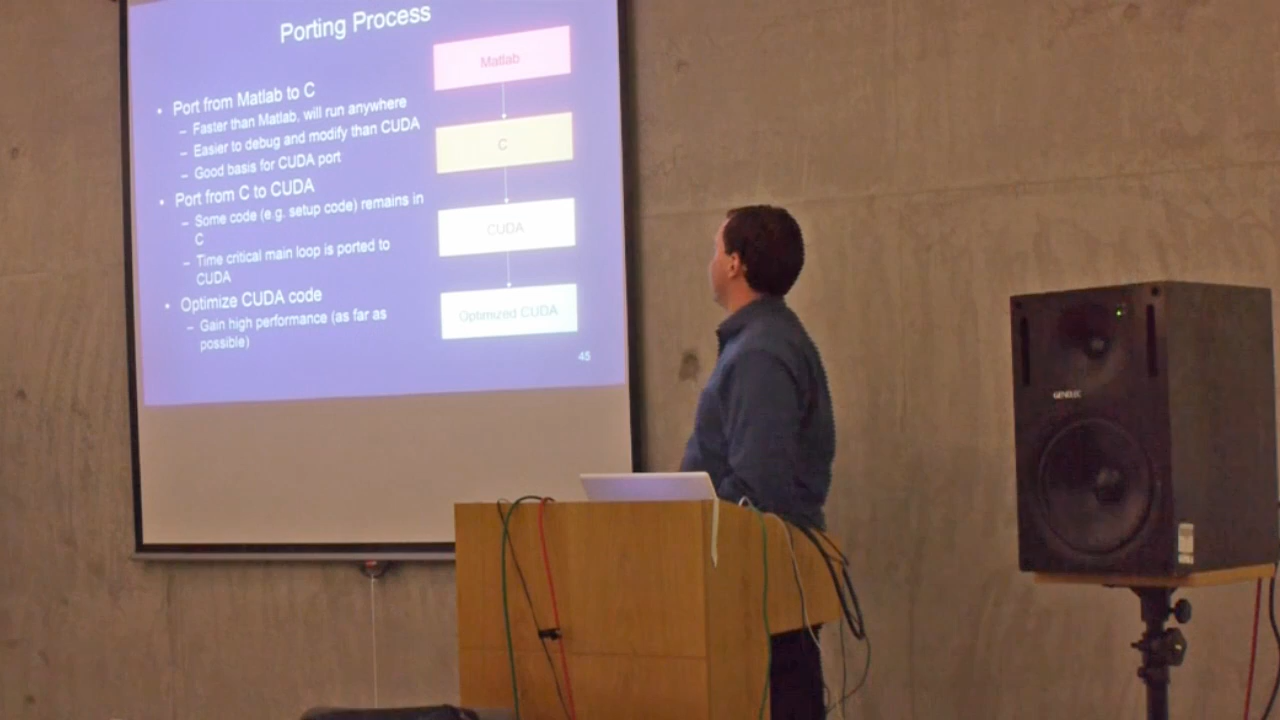 Porting Process
• Port from Matlab to C
– Faster than Matlab, will run anywhere
– Easier to debug and modify than CUDA
– Good basis for CUDA port
• Port from C to CUDA
– Some code (e.g. setup code) remains in
C
– Time critical main loop is ported to
CUDA
• Optimize CUDA code
– Gain high performance (as far as
possible)
Matlab
C
CUDA
Optimized CUDA
45
GENELEC